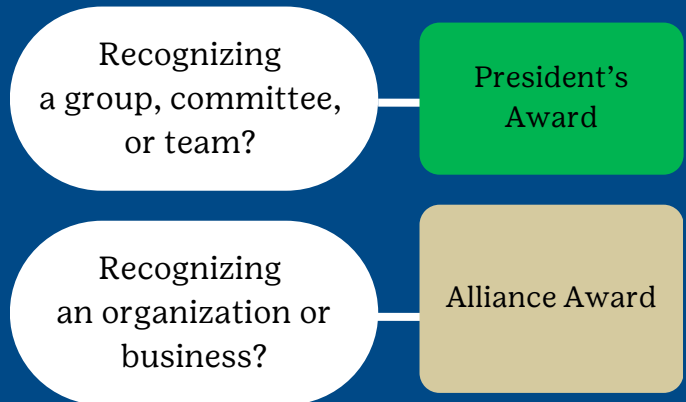 Recognizing
a group, committee,
or team?
President’s
Award
Recognizing
an organization or
business?
Alliance Award